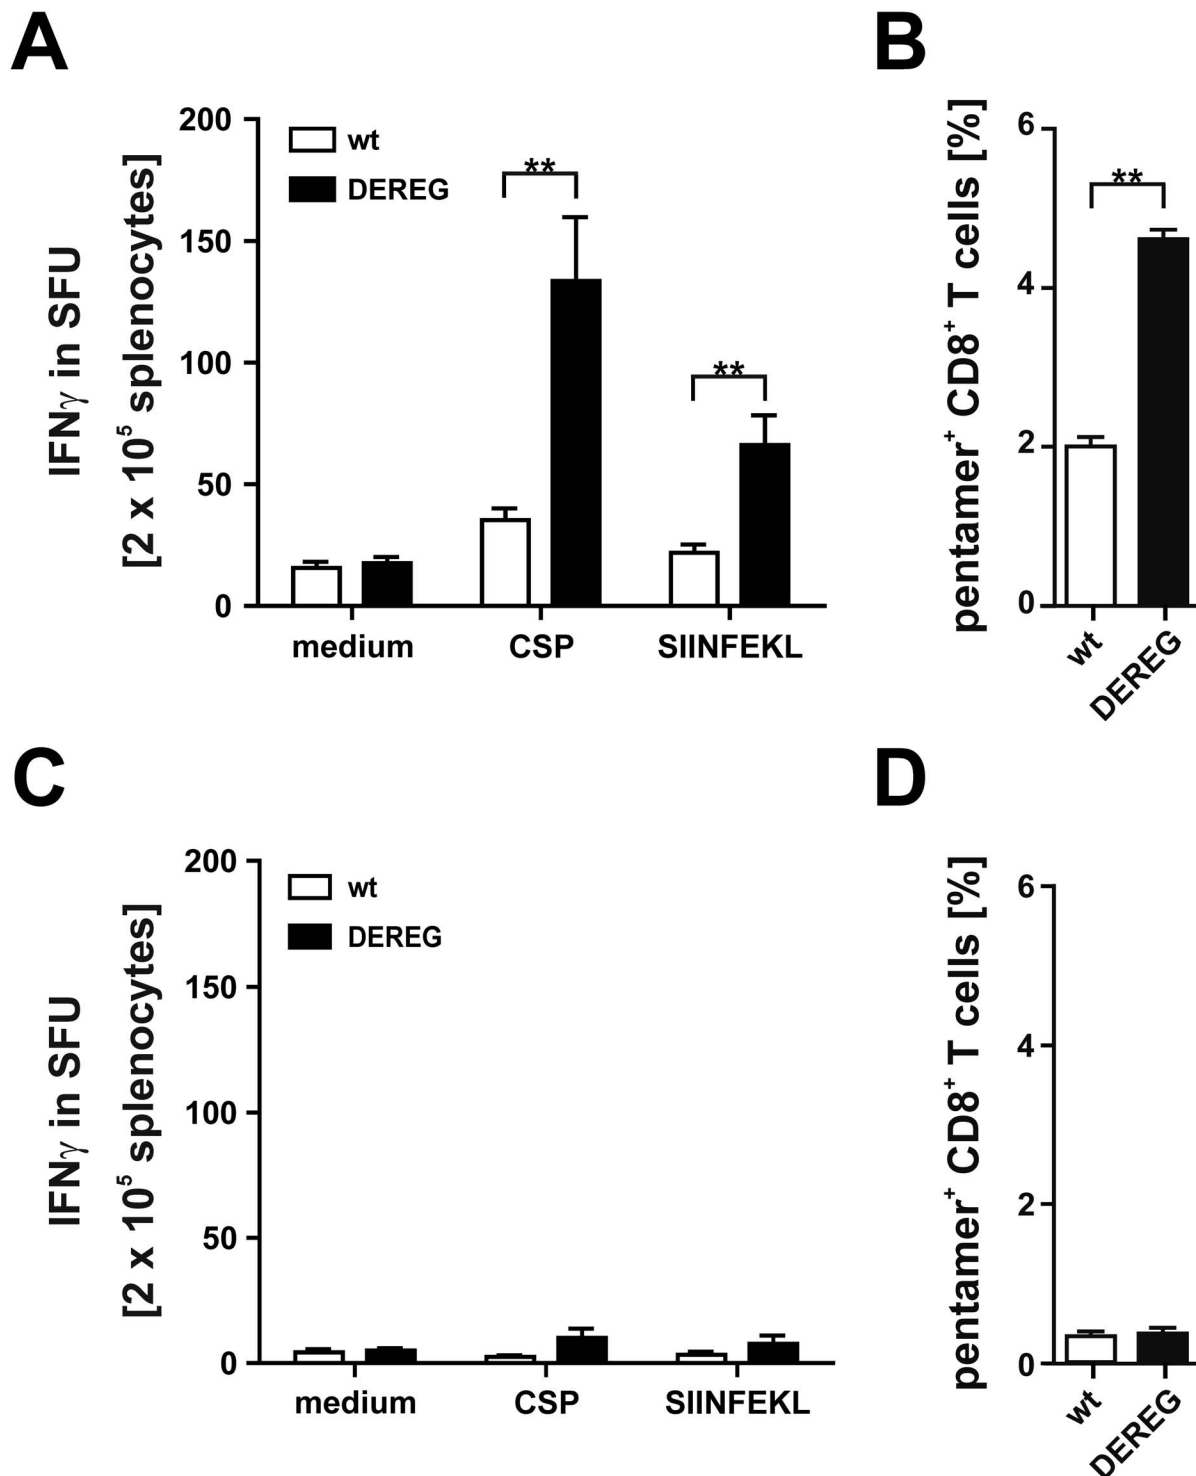 A
IFNγ in SFU
[2 x 10⁵ splenocytes]
200
150
100
50
0
wt
DEREG
**
**
medium
CSP
SIINFEKL
B
pentamer⁺ CD8⁺ T cells [%]
6
4
2
0
**
wt
DEREG
C
IFNγ in SFU
[2 x 10⁵ splenocytes]
200
150
100
50
0
wt
DEREG
medium
CSP
SIINFEKL
D
pentamer⁺ CD8⁺ T cells [%]
6
4
2
0
wt
DEREG